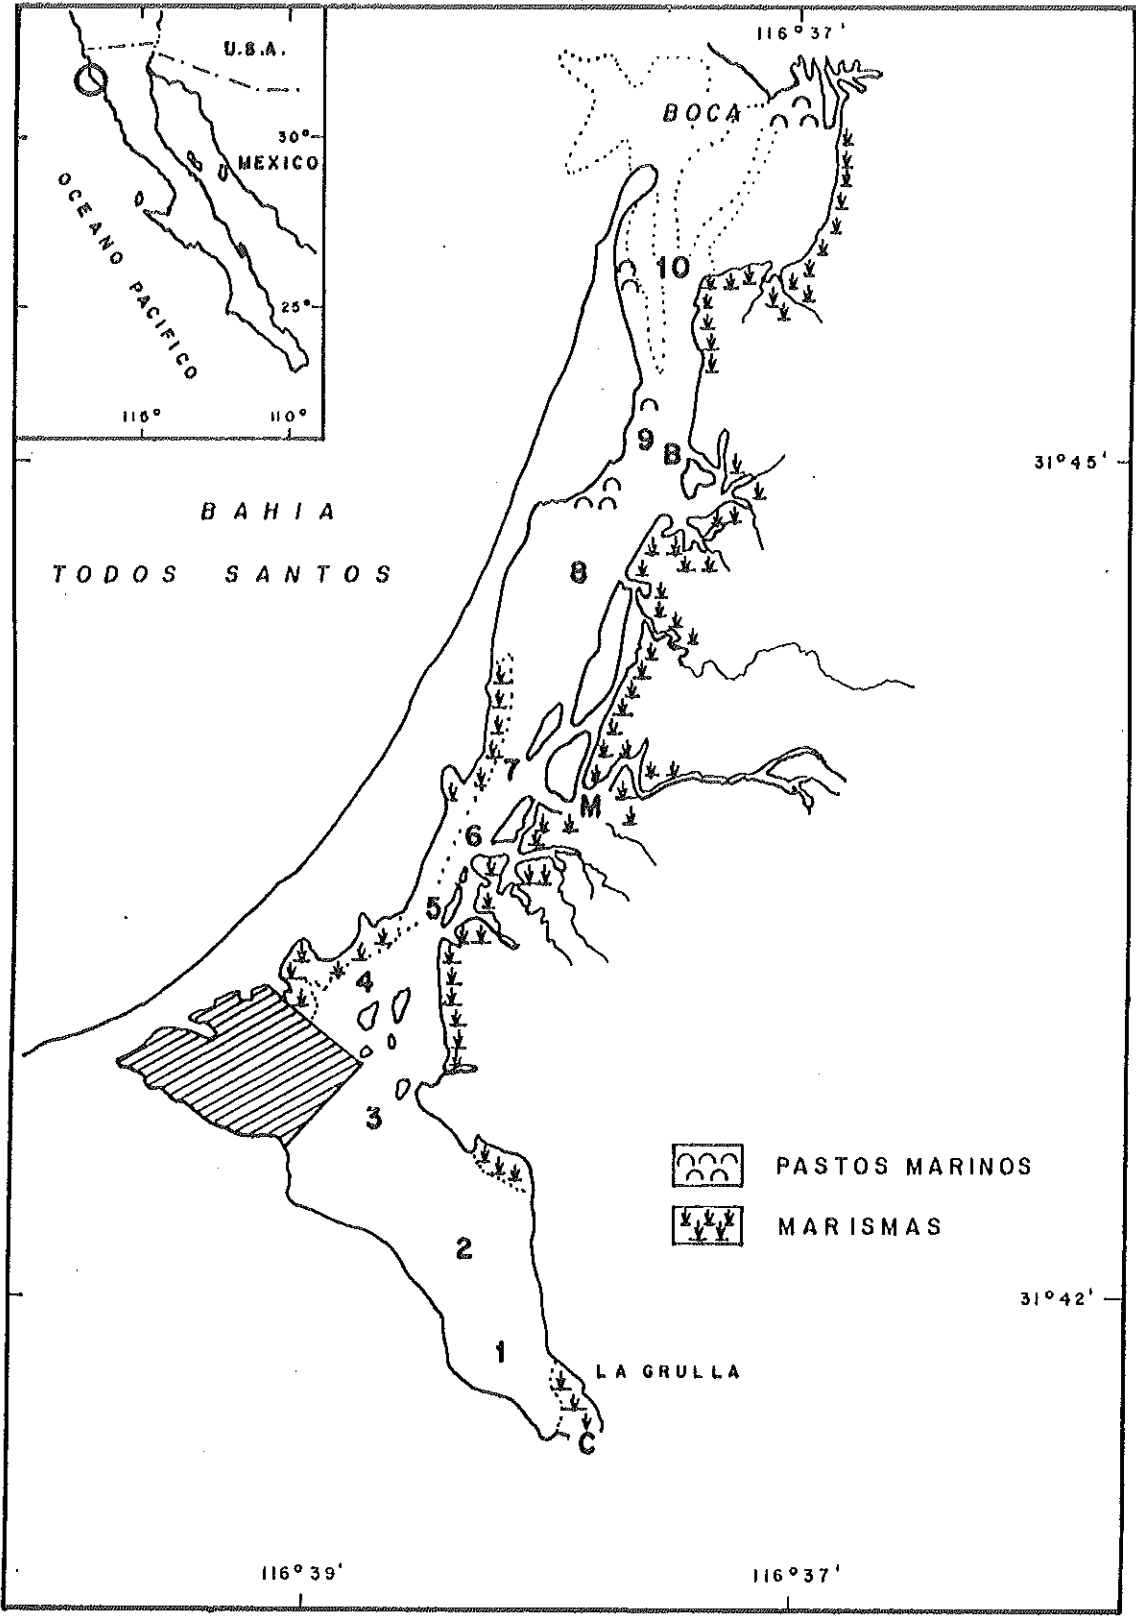 U.S.A.
30°
MEXICO
OCEANO PACIFICO
25°
115°
110°
116°37'
BOCA
10
9
B
31°45'
BAHIA
TODOS SANTOS
8
7
M
6
5
4
3
PASTOS MARINOS
MARISMAS
2
31°42'
1
LA GRULLA
C
116°39'
116°37'